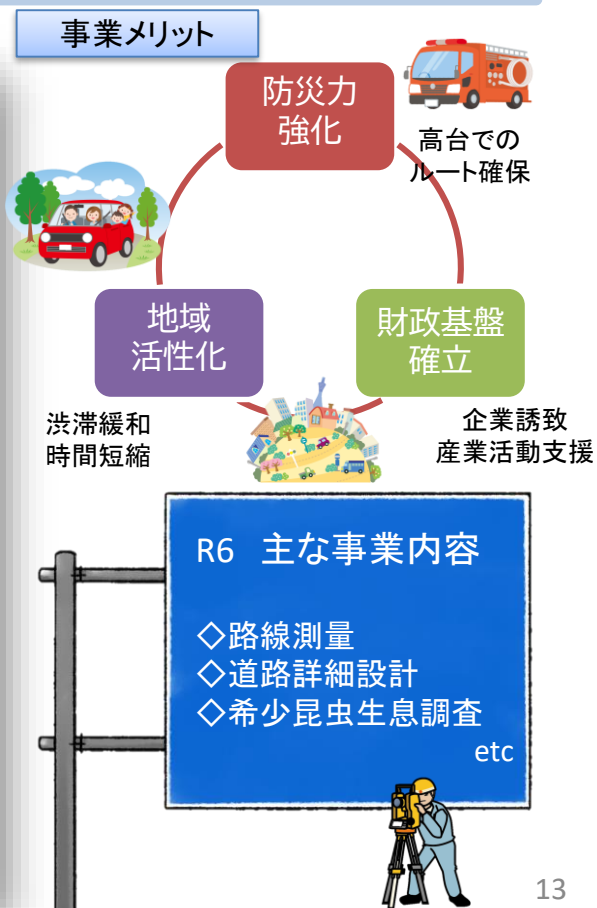 事業メリット
防災力
強化
高台での
ルート確保
地域
活性化
財政基盤
確立
渋滞緩和
時間短縮
企業誘致
産業活動支援
R6 主な事業内容
◇路線測量
◇道路詳細設計
◇希少昆虫生息調査
etc
13